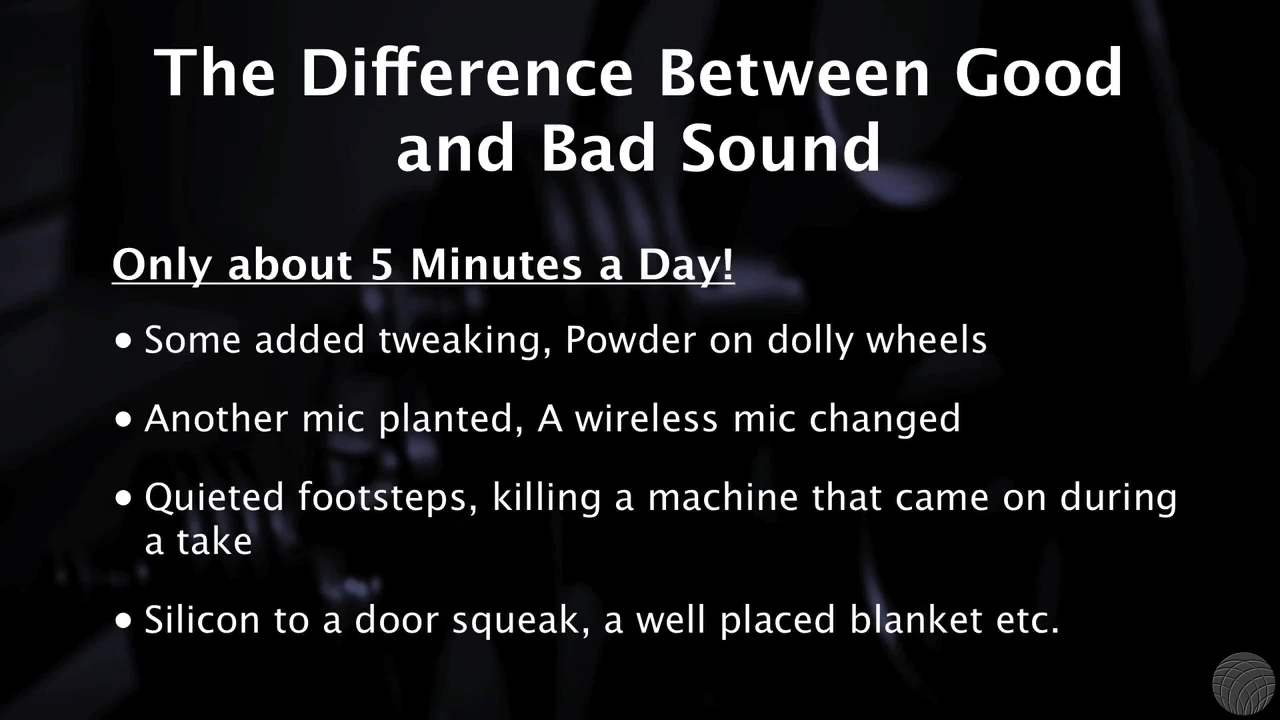 The Difference Between Good
and Bad Sound
Only about 5 Minutes a Day!
• Some added tweaking, Powder on dolly wheels
• Another mic planted, A wireless mic changed
• Quieted footsteps, killing a machine that came on during
a take
• Silicon to a door squeak, a well placed blanket etc.